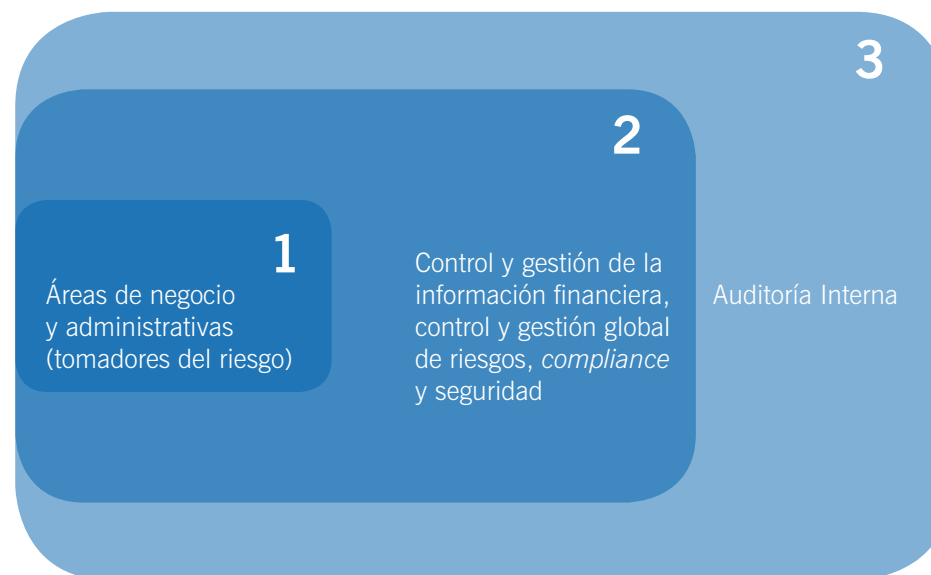 1
Áreas de negocio
y administrativas
(tomadores del riesgo)
2
Control y gestión de la
información financiera,
control y gestión global
de riesgos, compliance
y seguridad
3
Auditoría Interna